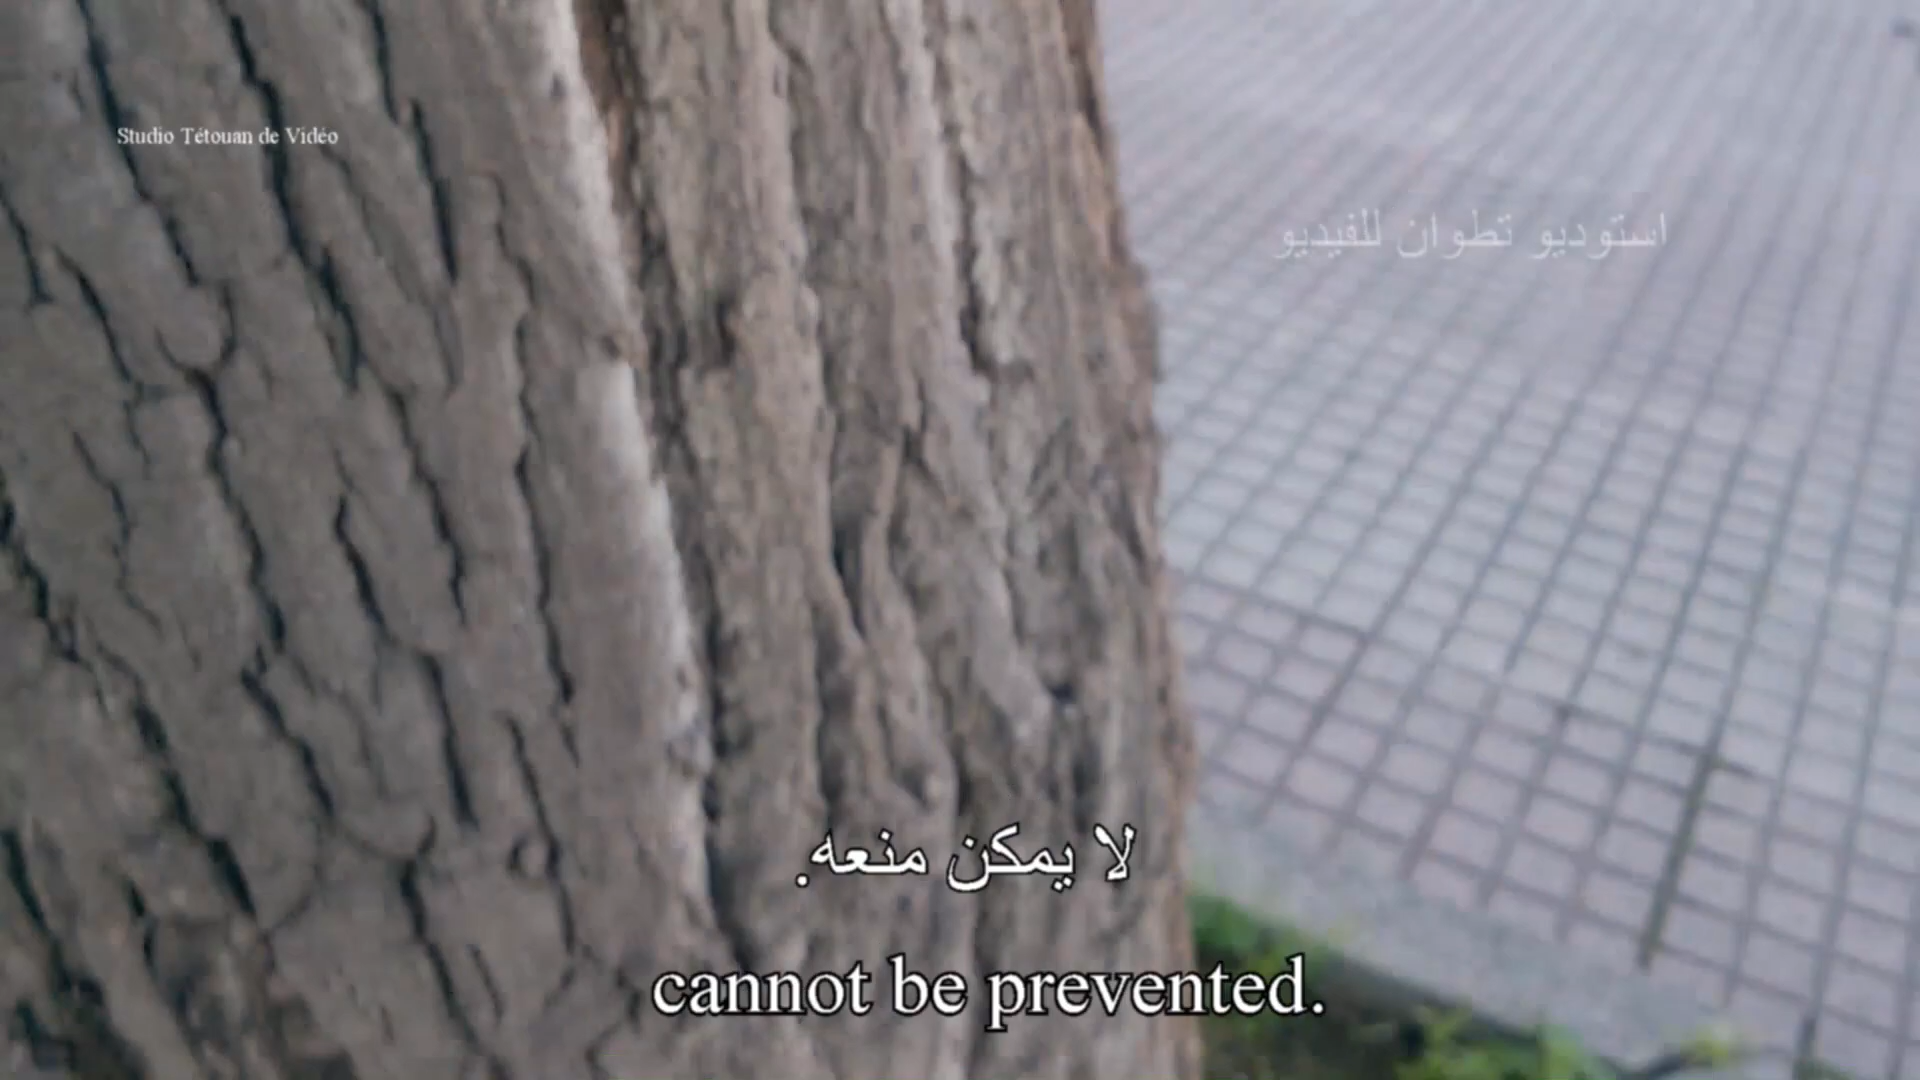 Studio Tétouan de Vidéo
استوديو تطوان للفيديو
لا يمكن منعه.
cannot be prevented.